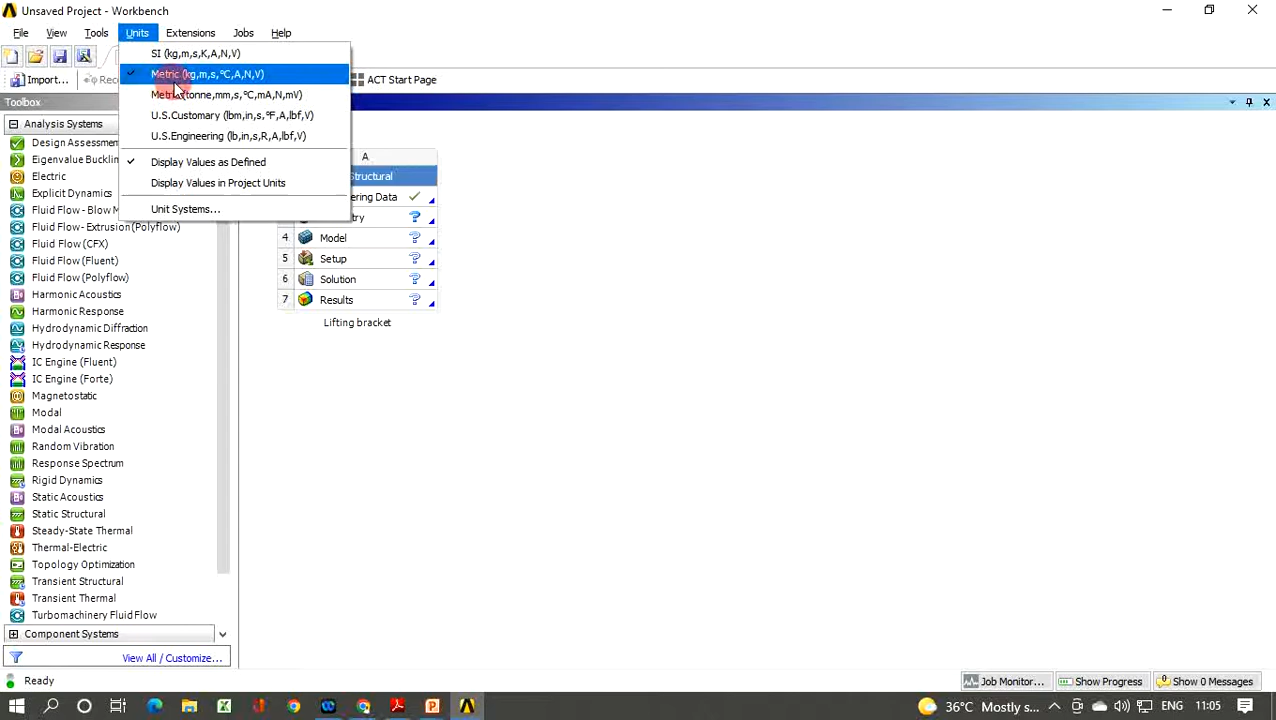 Unsaved Project - Workbench
File View Tools Units Extensions Jobs Help
SI (kg,m,s,K,A,N,V)
Metric (kg,m,s,°C,A,N,V)
Metric (tonne,mm,s,°C,mA,N,mV)
U.S.Customary (lbm,in,s,°F,A,lbf,V)
U.S.Engineering (lb,in,s,R,A,lbf,V)
Display Values as Defined
Display Values in Project Units
Unit Systems...
Import... Reco ACT Start Page
Toolbox
Analysis Systems
Design Assessmen
Eigenvalue Bucklin
Electric
Explicit Dynamics
Fluid Flow - Blow M
Fluid Flow - Extrusion (Polyflow)
Fluid Flow (CFX)
Fluid Flow (Fluent)
Fluid Flow (Polyflow)
Harmonic Acoustics
Harmonic Response
Hydrodynamic Diffraction
Hydrodynamic Response
IC Engine (Fluent)
IC Engine (Forte)
Magnetostatic
Modal
Modal Acoustics
Random Vibration
Response Spectrum
Rigid Dynamics
Static Acoustics
Static Structural
Steady-State Thermal
Thermal-Electric
Topology Optimization
Transient Structural
Transient Thermal
Turbomachinery Fluid Flow
Component Systems
View All / Customize...
A
Structural
ering Data
try
4 Model
5 Setup
6 Solution
7 Results
Lifting bracket
Ready
Job Monitor... Show Progress Show 0 Messages
36°C Mostly s... ENG 11:05